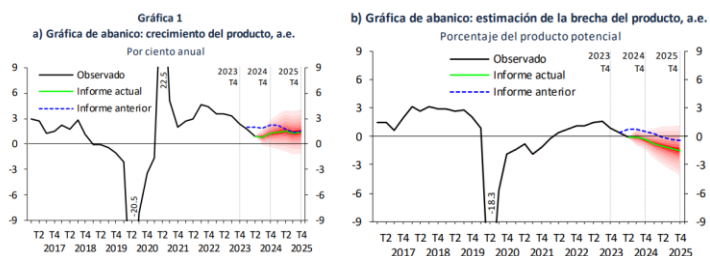 Gráfica 1
a) Gráfica de abanico: crecimiento del producto, a.e.
Por ciento anual
9
6
3
0
-3
-6
-9
Observado
Informe actual
Informe anterior
22.5
-20.5
2023
T4
2024
T4
2025
T4
9
6
3
0
-3
-6
-9
T2 T4 T2 T4 T2 T4 T2 T4 T2 T4 T2 T4 T2 T4 T2 T4 T2 T4
2017 2018 2019 2020 2021 2022 2023 2024 2025
b) Gráfica de abanico: estimación de la brecha del producto, a.e.
Porcentaje del producto potencial
9
6
3
0
-3
-6
-9
Observado
Informe actual
Informe anterior
-18.3
2023
T4
2024
T4
2025
T4
9
6
3
0
-3
-6
-9
T2 T4 T2 T4 T2 T4 T2 T4 T2 T4 T2 T4 T2 T4 T2 T4 T2 T4
2017 2018 2019 2020 2021 2022 2023 2024 2025